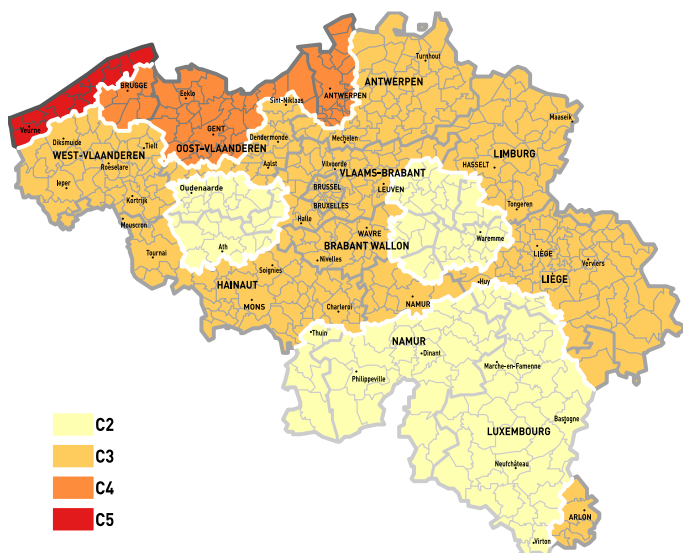 Turnhout
ANTWERPEN
BRUGGE
Eeklo
ANTWERPEN
Sint-Niklaas
Maaseik
Veurne
GENT
Diksmuide
Tielt
OOST-VLAANDEREN
Dendermonde
Mechelen
WEST-VLAANDEREN
Roeselare
Aalst
Vilvoorde
VLAAMS-BRABANT
HASSELT
LIMBURG
Ieper
Oudenaarde
BRUSSEL
LEUVEN
Kortrijk
BRUXELLES
Tongeren
Mouscron
Halle
WAVRE
Waremme
Tournai
Ath
BRABANT WALLON
LIÈGE
Soignies
Nivelles
Verviers
HAINAUT
Huy
LIÈGE
MONS
Charleroi
NAMUR
Thuin
NAMUR
Dinant
Philippeville
Marche-en-Famenne
Bastogne
LUXEMBOURG
Neufchâteau
ARLON
Virton
C2
C3
C4
C5